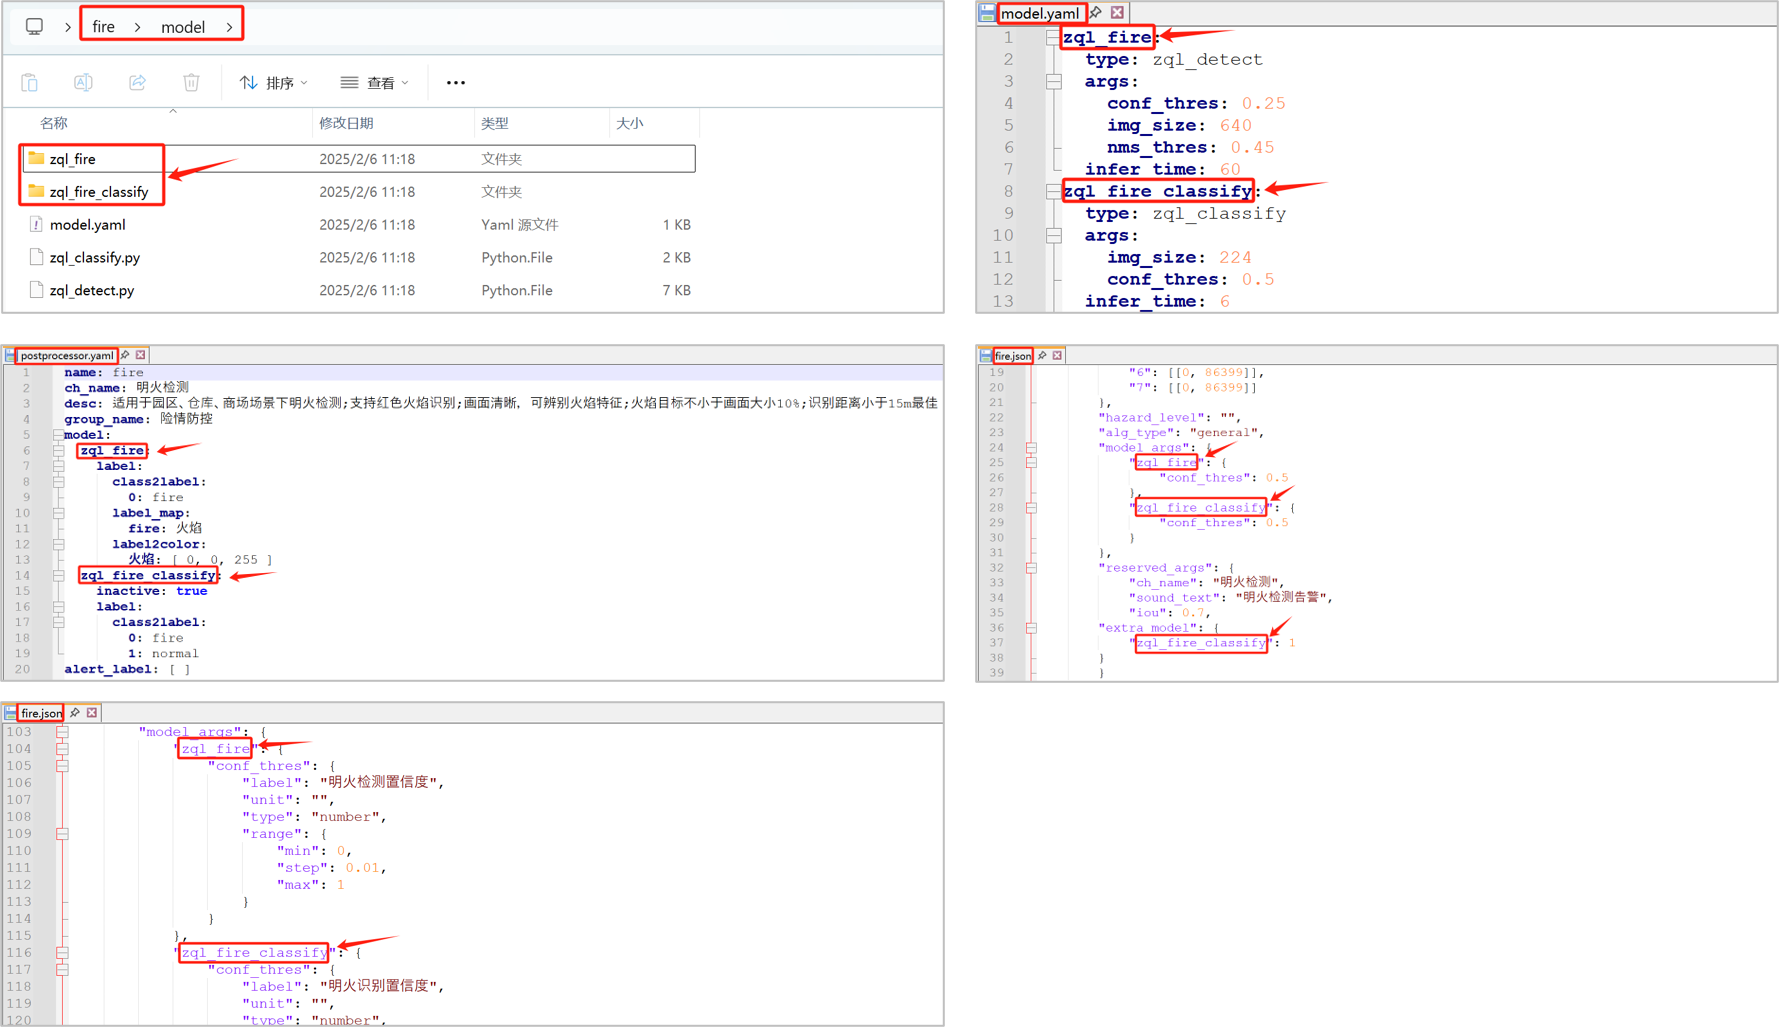 fire > model >
排序 查看 •••
名称 修改日期 类型 大小
zql_fire 2025/2/6 11:18 文件夹
zql_fire_classify 2025/2/6 11:18 文件夹
model.yaml 2025/2/6 11:18 Yaml 源文件 1 KB
zql_classify.py 2025/2/6 11:18 Python.File 2 KB
zql_detect.py 2025/2/6 11:18 Python.File 7 KB
model.yaml
1 zql_fire:
2 type: zql_detect
3 args:
4 conf_thres: 0.25
5 img_size: 640
6 nms_thres: 0.45
7 infer_time: 60
8 zql_fire_classify:
9 type: zql_classify
10 args:
11 img_size: 224
12 conf_thres: 0.5
13 infer_time: 6
postprocessor.yaml
1 name: fire
2 ch_name: 明火检测
3 desc: 适用于园区、仓库、商场场景下明火检测;支持红色火焰识别;画面清晰，可辨别火焰特征;火焰目标不小于画面大小10%;识别距离小于15m最佳
4 group_name: 险情防控
5 model:
6 zql_fire:
7 label:
8 class2label:
9 0: fire
10 label_map:
11 fire: 火焰
12 label2color:
13 火焰: [ 0, 0, 255 ]
14 zql_fire_classify:
15 inactive: true
16 label:
17 class2label:
18 0: fire
19 1: normal
20 alert_label: [ ]
fire.json
19 "6": [[0, 86399]],
20 "7": [[0, 86399]]
21 },
22 "hazard_level": "",
23 "alg_type": "general",
24 "model_args": {
25 "zql_fire": {
26 "conf_thres": 0.5
27 },
28 "zql_fire_classify": {
29 "conf_thres": 0.5
30 }
31 },
32 "reserved_args": {
33 "ch_name": "明火检测",
34 "sound_text": "明火检测告警",
35 "iou": 0.7,
36 "extra_model": {
37 "zql_fire_classify": 1
38 }
39 }
fire.json
103 "model_args": {
104 "zql_fire": {
105 "conf_thres": {
106 "label": "明火检测置信度",
107 "unit": "",
108 "type": "number",
109 "range": {
110 "min": 0,
111 "step": 0.01,
112 "max": 1
113 }
114 }
115 },
116 "zql_fire_classify": {
117 "conf_thres": {
118 "label": "明火识别置信度",
119 "unit": "",
120 "type": "number",